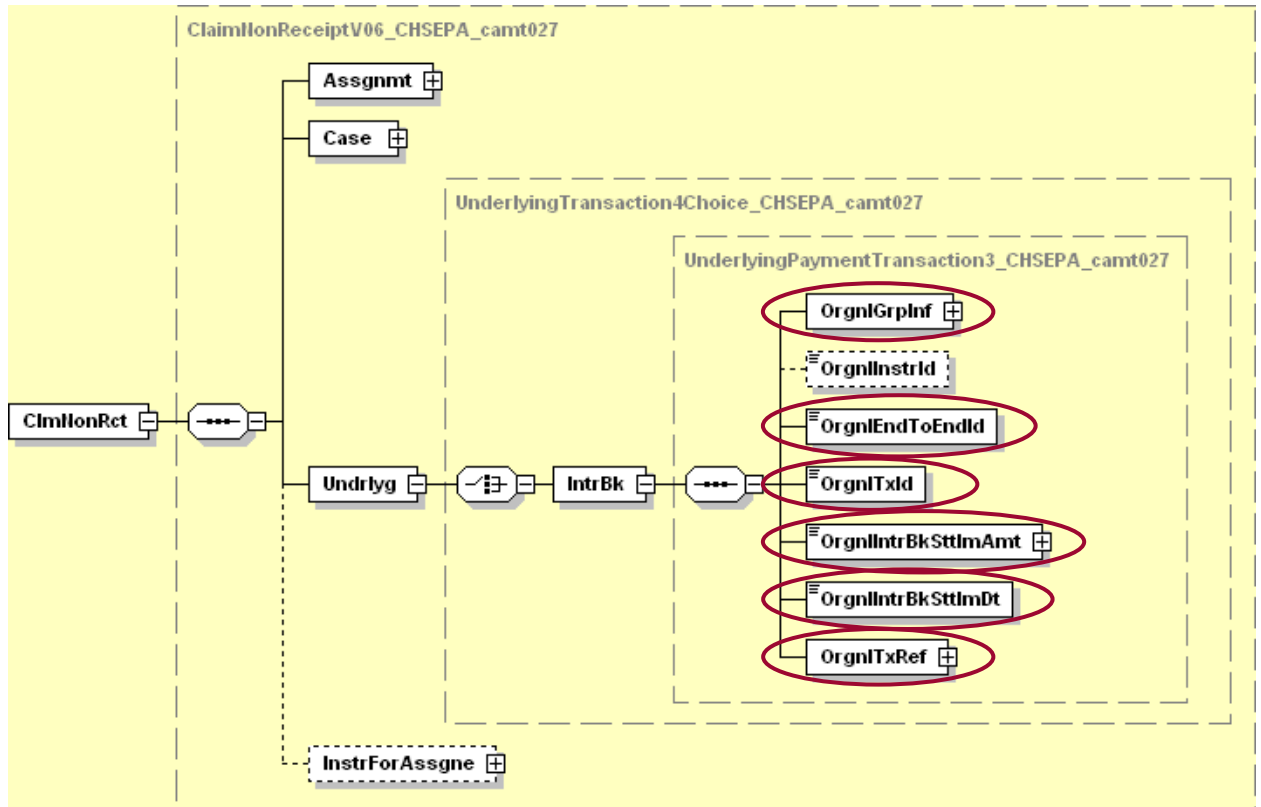 ClaimNonReceiptV06_CHSEPA_camt027
Assgnmt
Case
UnderlyingTransaction4Choice_CHSEPA_camt027
UnderlyingPaymentTransaction3_CHSEPA_camt027
OrgnlGrpInf
OrgnlInstrId
ClmNonRct
OrgnlEndToEndId
Undrlyg
IntrBk
OrgnlTxId
OrgnlIntrBkSttlmAmt
OrgnlIntrBkSttlmDt
OrgnlTxRef
InstrForAssgne